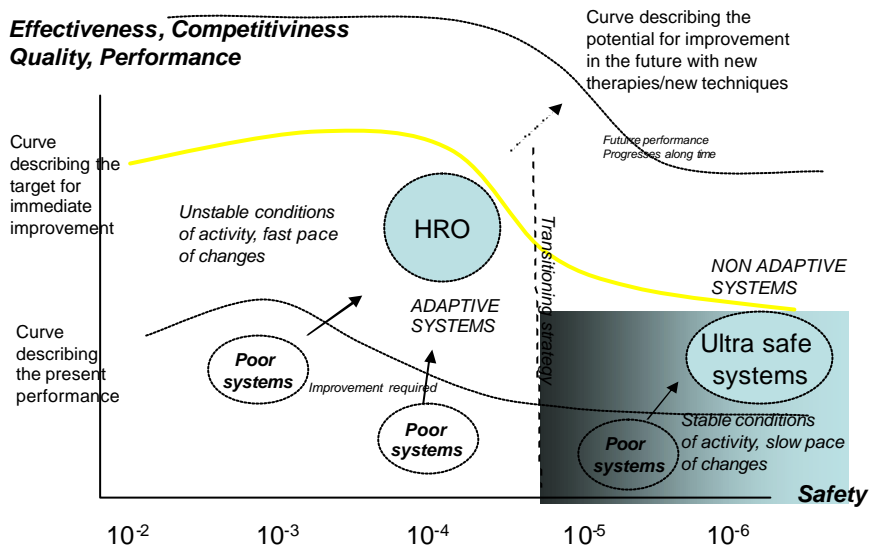 Effectiveness, Competitiviness
Quality, Performance
Curve describing the
potential for improvement
in the future with new
therapies/new techniques
Curve
describing the
target for
immediate
improvement
Futurre performance
Progresses along time
Unstable conditions
of activity, fast pace
of changes
HRO
Transitioning strategy
NON ADAPTIVE
SYSTEMS
ADAPTIVE
SYSTEMS
Curve
describing
the present
performance
Poor
systems
Improvement required
Ultra safe
systems
Poor
systems
Poor
systems
Stable conditions
of activity, slow pace
of changes
Safety
10-2 10-3 10-4 10-5 10-6